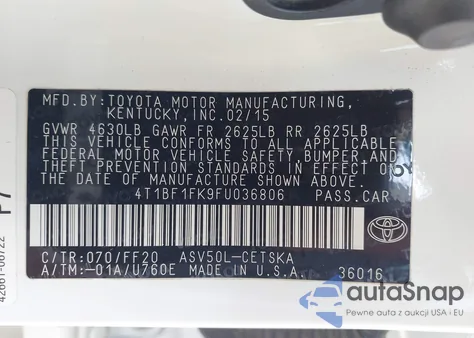 MFD.BY: TOYOTA MOTOR MANUFACTURING,
KENTUCKY, INC. 02/15
GVWR 4630LB GAWR FR 2625LB RR 2625LB
THIS VEHICLE CONFORMS TO ALL APPLICABLE
FEDERAL MOTOR VEHICLE SAFETY, BUMPER, AND
THEFT PREVENTION STANDARDS IN EFFECT ON
THE DATE OF MANUFACTURE SHOWN ABOVE.
4T1BF1FK9FU036806 PASS.CAR
C/TR: 070/FF20 ASV50L-CETSKA
A/TM: -01A/U760E MADE IN U.S.A. 36016
autoSnap
Pewne auta z aukcji USA i EU